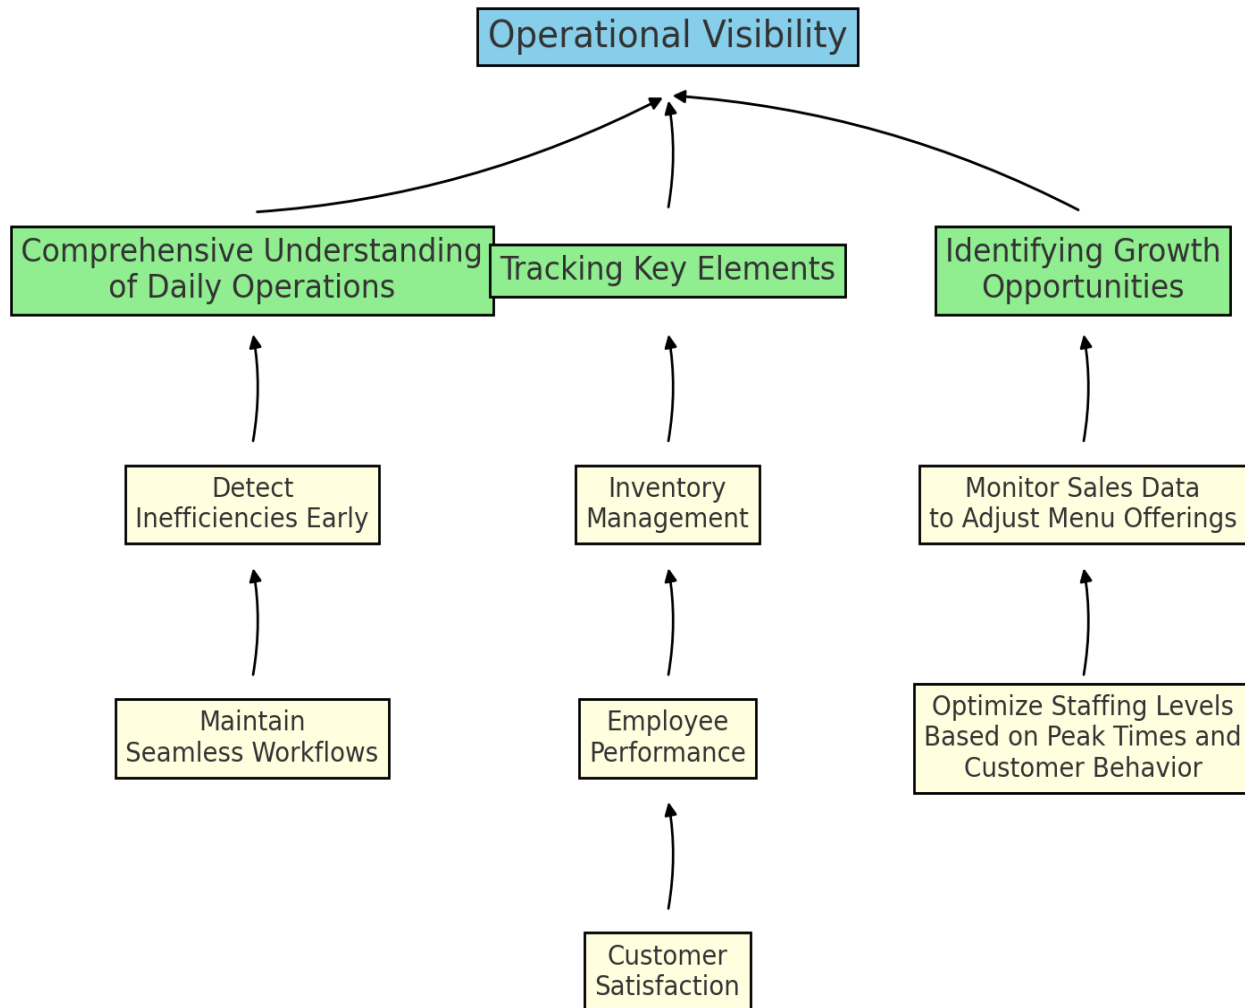 Operational Visibility
Comprehensive Understanding
of Daily Operations
Tracking Key Elements
Identifying Growth
Opportunities
Detect
Inefficiencies Early
Inventory
Management
Monitor Sales Data
to Adjust Menu Offerings
Maintain
Seamless Workflows
Employee
Performance
Optimize Staffing Levels
Based on Peak Times and
Customer Behavior
Customer
Satisfaction